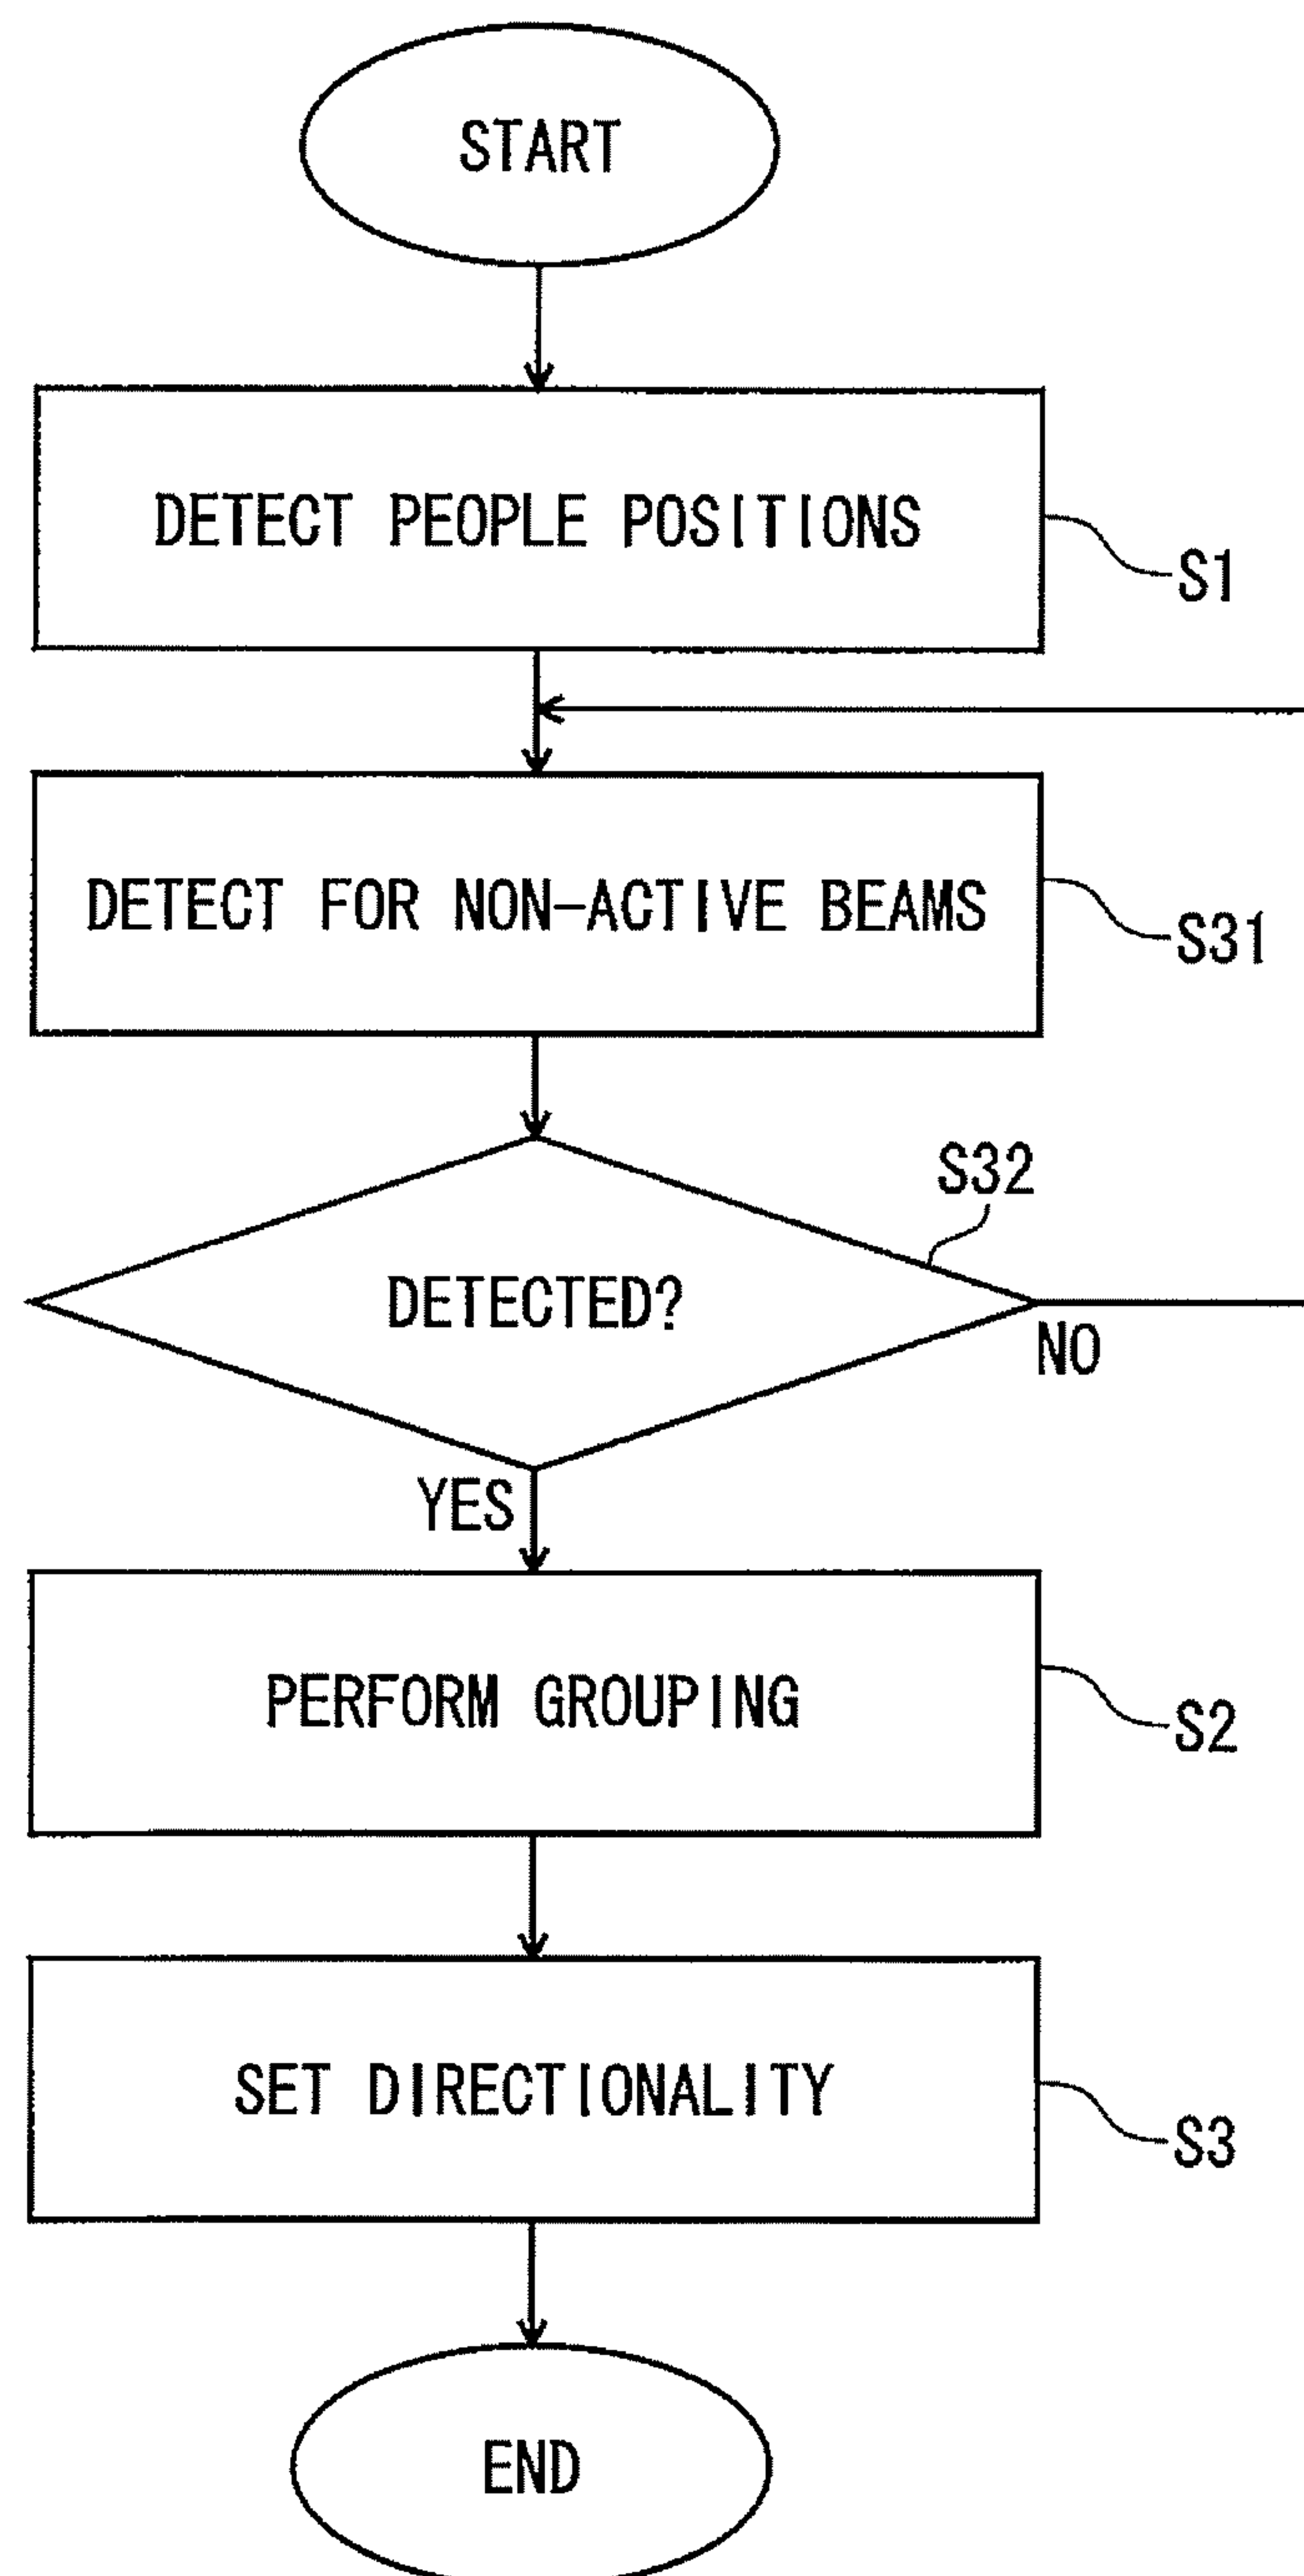 START
DETECT PEOPLE POSITIONS
S1
DETECT FOR NON-ACTIVE BEAMS
S31
S32
DETECTED?
NO
YES
PERFORM GROUPING
S2
SET DIRECTIONALITY
S3
END